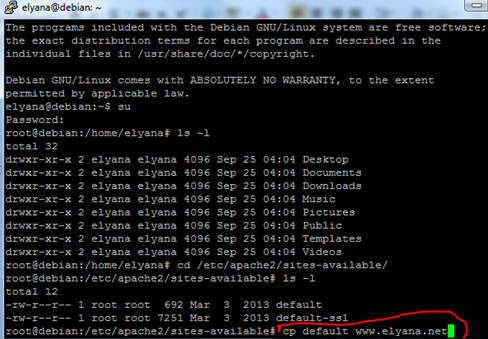 elyana@debian: ~
The programs included with the Debian GNU/Linux system are free software;
the exact distribution terms for each program are described in the
individual files in /usr/share/doc/*/copyright.
Debian GNU/Linux comes with ABSOLUTELY NO WARRANTY, to the extent
permitted by applicable law.
elyana@debian:~$ su
Password:
root@debian:/home/elyana# ls -l
total 32
drwxr-xr-x 2 elyana elyana 4096 Sep 25 04:04 Desktop
drwxr-xr-x 2 elyana elyana 4096 Sep 25 04:04 Documents
drwxr-xr-x 2 elyana elyana 4096 Sep 25 04:04 Downloads
drwxr-xr-x 2 elyana elyana 4096 Sep 25 04:04 Music
drwxr-xr-x 2 elyana elyana 4096 Sep 25 04:04 Pictures
drwxr-xr-x 2 elyana elyana 4096 Sep 25 04:04 Public
drwxr-xr-x 2 elyana elyana 4096 Sep 25 04:04 Templates
drwxr-xr-x 2 elyana elyana 4096 Sep 25 04:04 Videos
root@debian:/home/elyana# cd /etc/apache2/sites-available/
root@debian:/etc/apache2/sites-available# ls -l
total 12
-rw-r--r-- 1 root root  692 Mar  3  2013 default
-rw-r--r-- 1 root root 7251 Mar  3  2013 default-ssl
root@debian:/etc/apache2/sites-available# cp default www.elyana.net